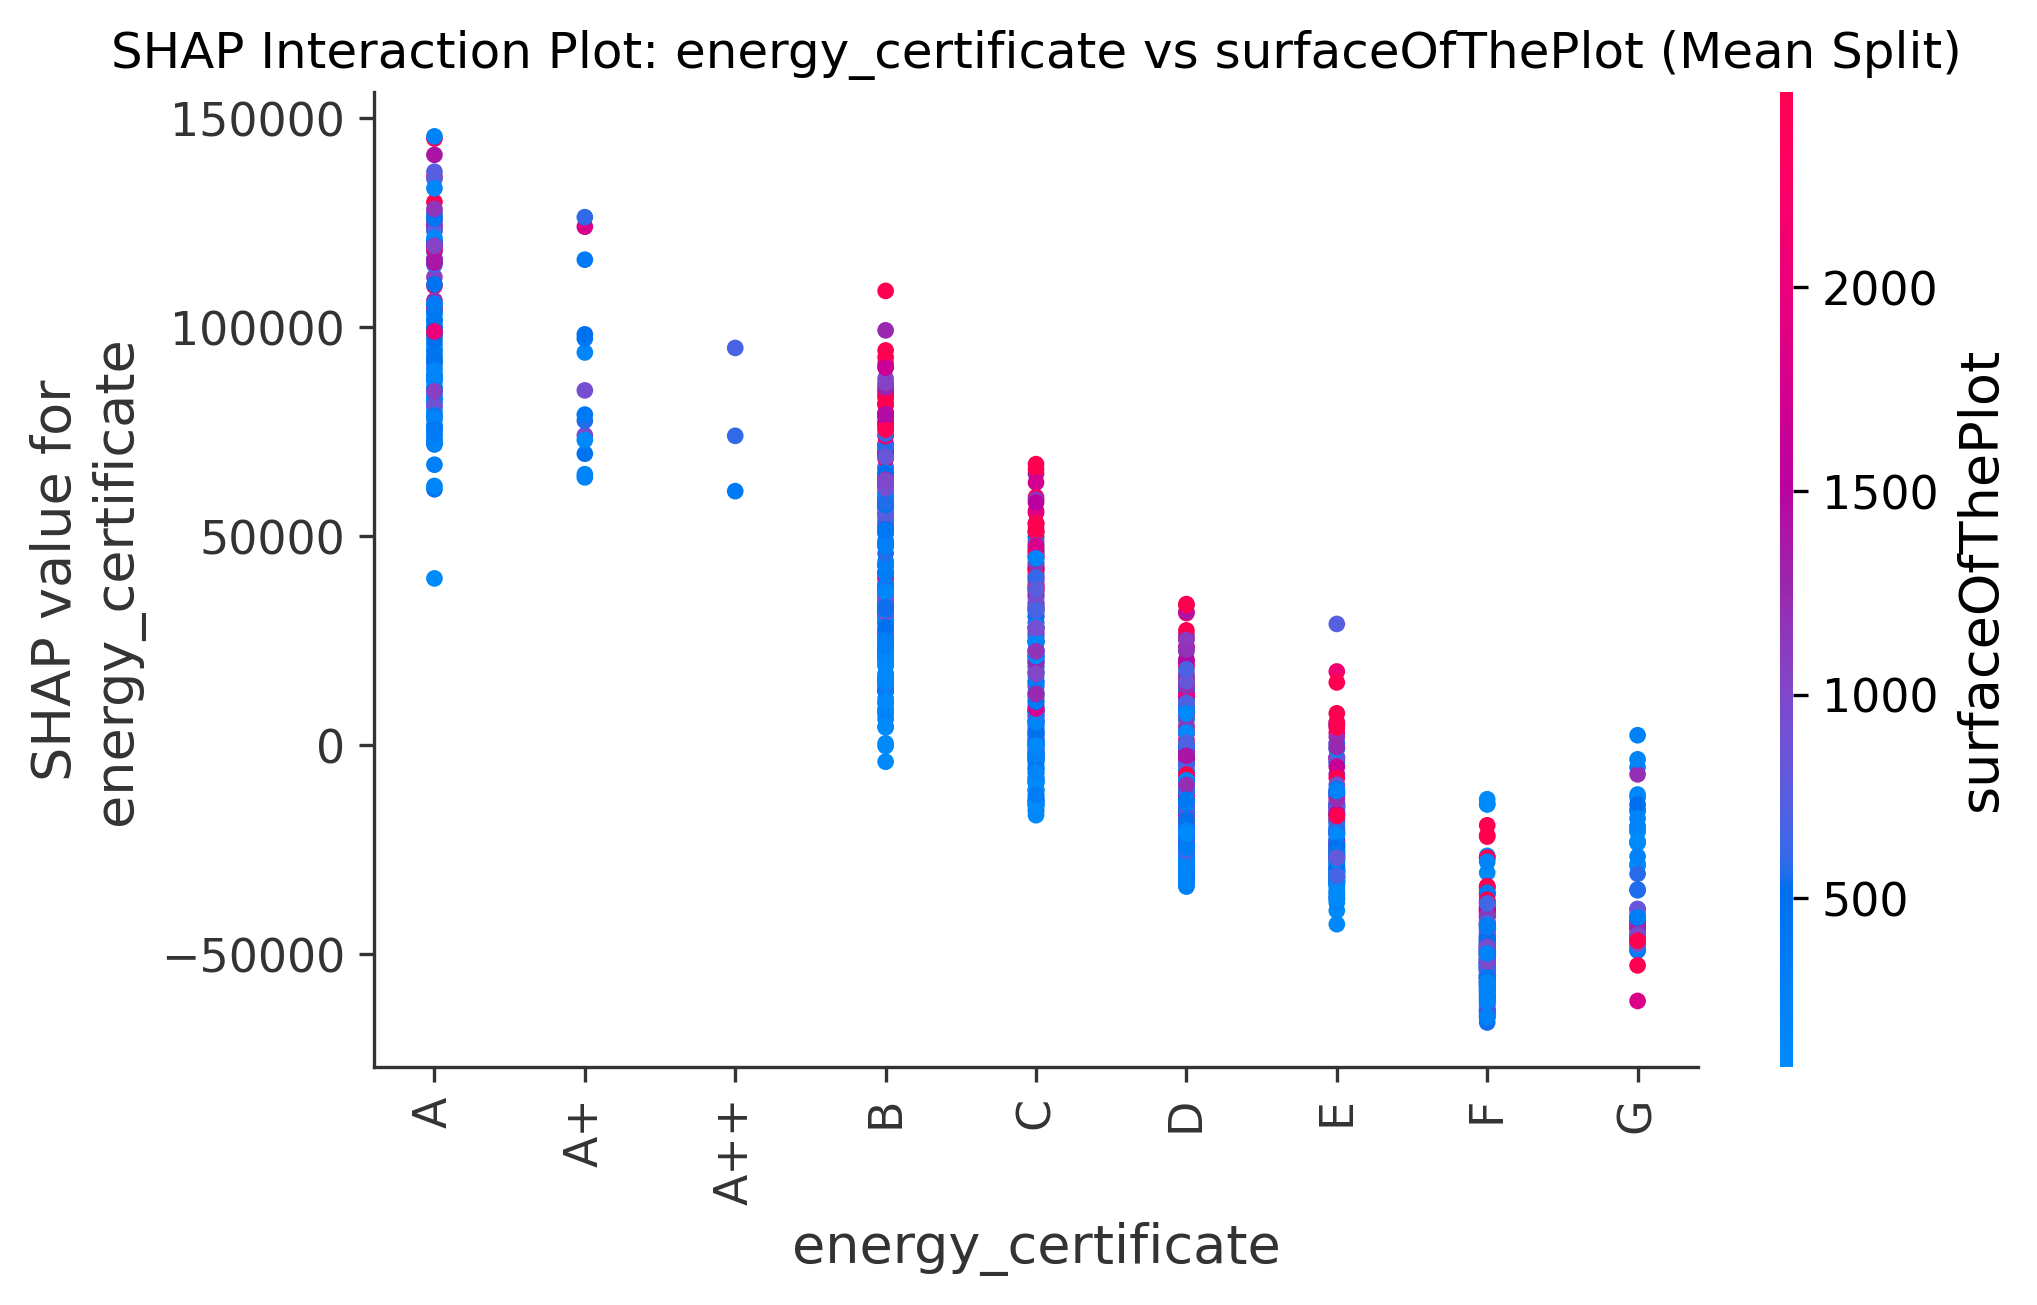 SHAP Interaction Plot: energy_certificate vs surfaceOfThePlot (Mean Split)
SHAP value for
energy_certificate
150000
100000
50000
0
−50000
A
A+
A++
B
C
D
E
F
G
energy_certificate
2000
1500
1000
500
surfaceOfThePlot